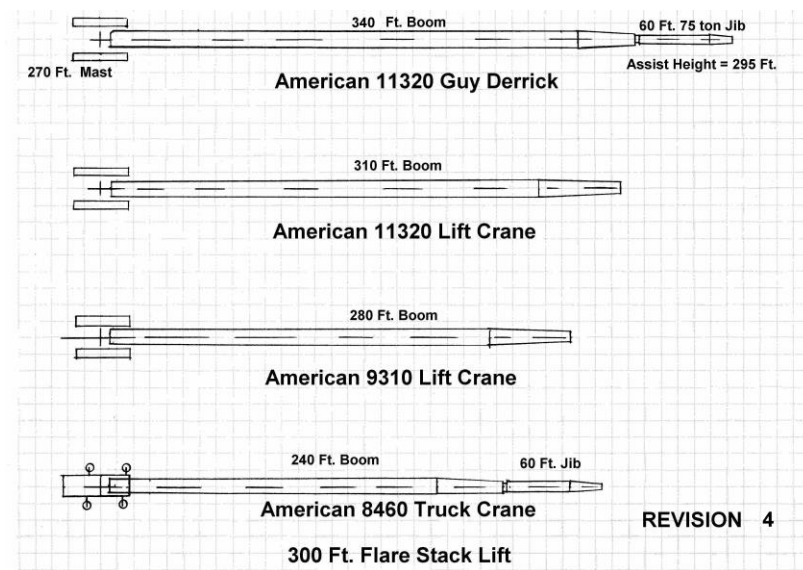 340 Ft. Boom
60 Ft. 75 ton Jib
270 Ft. Mast
Assist Height = 295 Ft.
American 11320 Guy Derrick
310 Ft. Boom
American 11320 Lift Crane
280 Ft. Boom
American 9310 Lift Crane
240 Ft. Boom
60 Ft. Jib
American 8460 Truck Crane
REVISION 4
300 Ft. Flare Stack Lift